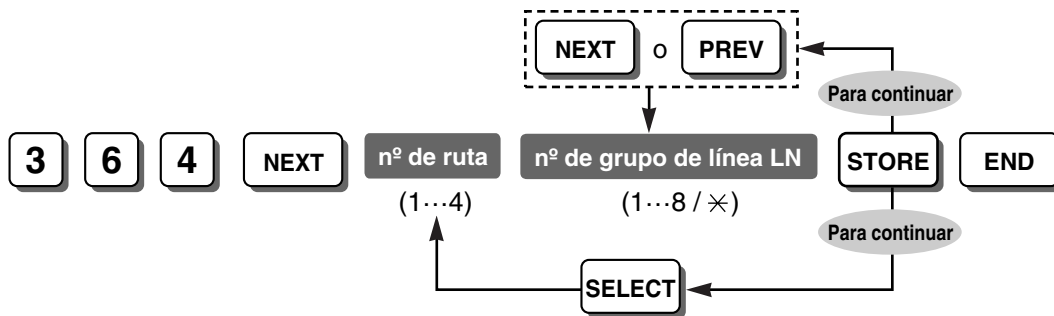 NEXT o PREV
Para continuar
3 6 4 NEXT nº de ruta nº de grupo de línea LN STORE END
(1···4) (1···8 / ✳)
Para continuar
SELECT